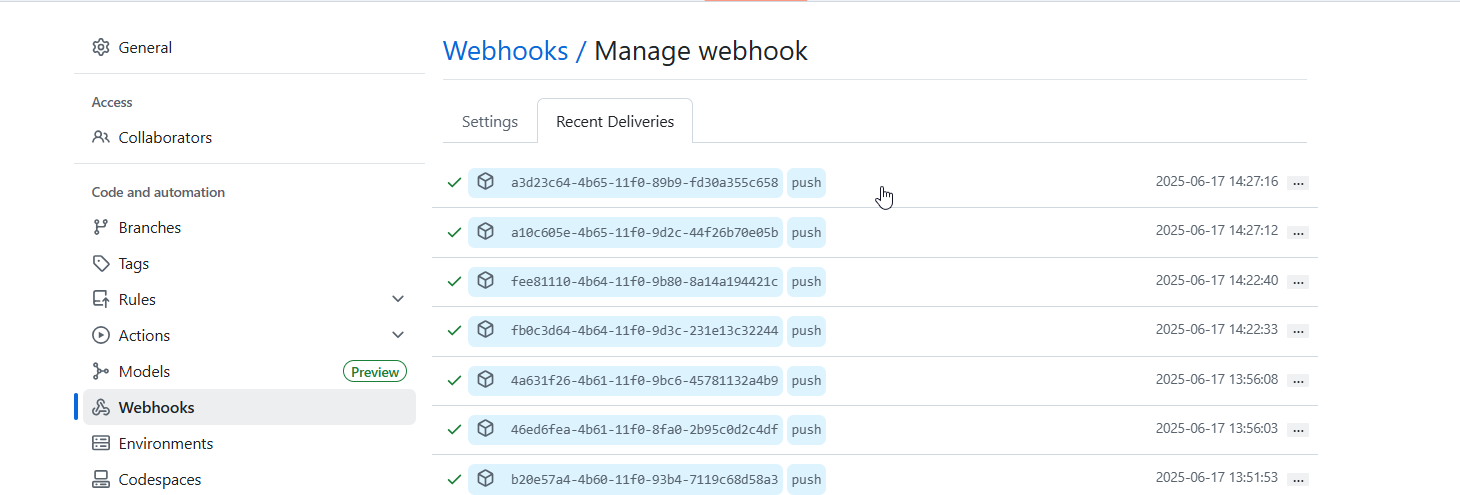 General
Access
Collaborators
Code and automation
Branches
Tags
Rules
Actions
Models Preview
Webhooks
Environments
Codespaces
Webhooks / Manage webhook
Settings Recent Deliveries
a3d23c64-4b65-11f0-89b9-fd30a355c658 push 2025-06-17 14:27:16 ...
a10c605e-4b65-11f0-9d2c-44f26b70e05b push 2025-06-17 14:27:12 ...
fee81110-4b64-11f0-9b80-8a14a194421c push 2025-06-17 14:22:40 ...
fb0c3d64-4b64-11f0-9d3c-231e13c32244 push 2025-06-17 14:22:33 ...
4a631f26-4b61-11f0-9bc6-45781132a4b9 push 2025-06-17 13:56:08 ...
46ed6fea-4b61-11f0-8fa0-2b95c0d2c4df push 2025-06-17 13:56:03 ...
b20e57a4-4b60-11f0-93b4-7119c68d58a3 push 2025-06-17 13:51:53 ...